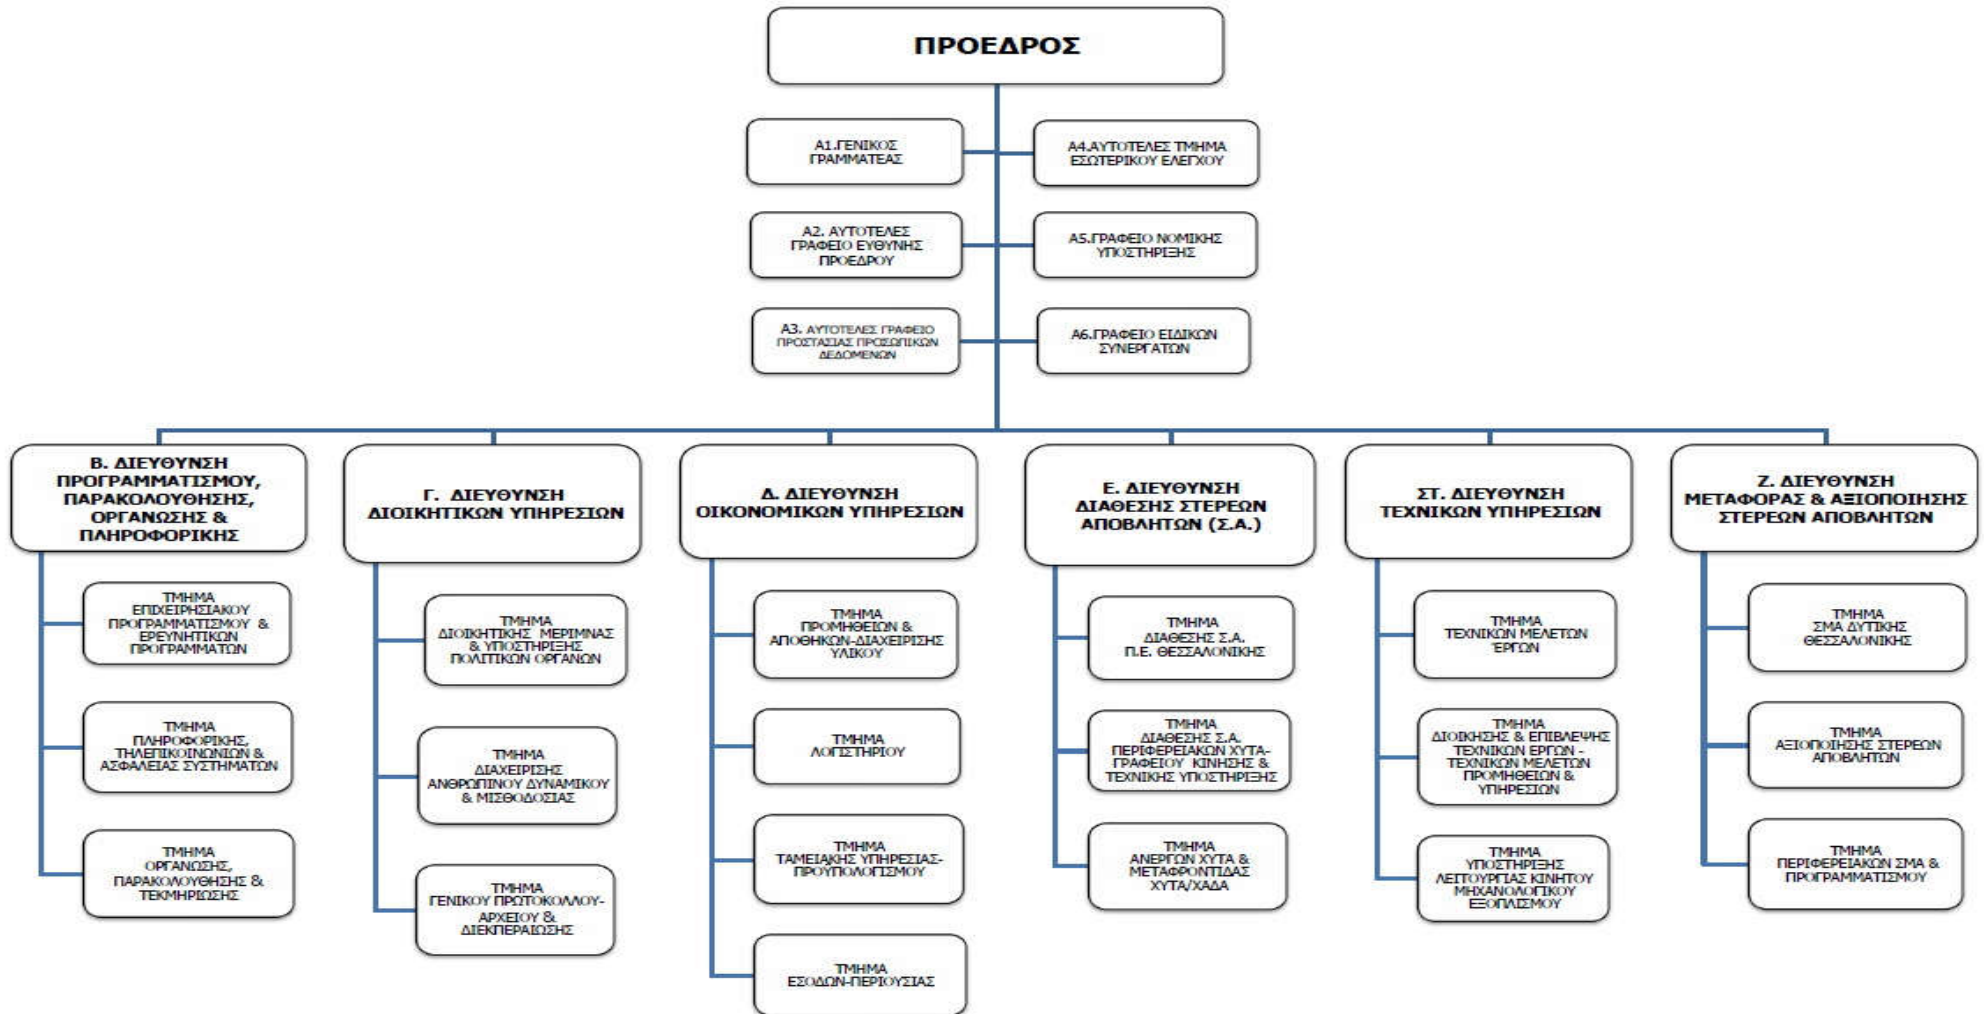 ΠΡΟΕΔΡΟΣ
Α1.ΓΕΝΙΚΟΣ
ΓΡΑΜΜΑΤΕΑΣ
Α4.ΑΥΤΟΤΕΛΕΣ ΤΜΗΜΑ
ΕΣΩΤΕΡΙΚΟΥ ΕΛΕΓΧΟΥ
Α2. ΑΥΤΟΤΕΛΕΣ
ΓΡΑΦΕΙΟ ΕΥΘΥΝΗΣ
ΠΡΟΕΔΡΟΥ
Α5.ΓΡΑΦΕΙΟ ΝΟΜΙΚΗΣ
ΥΠΟΣΤΗΡΙΞΗΣ
Α3. ΑΥΤΟΤΕΛΕΣ ΓΡΑΦΕΙΟ
ΠΡΟΣΤΑΣΙΑΣ ΠΡΟΣΩΠΙΚΩΝ
ΔΕΔΟΜΕΝΩΝ
Α6.ΓΡΑΦΕΙΟ ΕΙΔΙΚΩΝ
ΣΥΝΕΡΓΑΤΩΝ
Β. ΔΙΕΥΘΥΝΣΗ
ΠΡΟΓΡΑΜΜΑΤΙΣΜΟΥ,
ΠΑΡΑΚΟΛΟΥΘΗΣΗΣ,
ΟΡΓΑΝΩΣΗΣ &
ΠΛΗΡΟΦΟΡΙΚΗΣ
ΤΜΗΜΑ
ΕΠΙΧΕΙΡΗΣΙΑΚΟΥ
ΠΡΟΓΡΑΜΜΑΤΙΣΜΟΥ &
ΕΡΕΥΝΗΤΙΚΩΝ
ΠΡΟΓΡΑΜΜΑΤΩΝ
ΤΜΗΜΑ
ΠΛΗΡΟΦΟΡΙΚΗΣ,
ΤΗΛΕΠΙΚΟΙΝΩΝΙΩΝ &
ΑΣΦΑΛΕΙΑΣ ΣΥΣΤΗΜΑΤΩΝ
ΤΜΗΜΑ
ΟΡΓΑΝΩΣΗΣ,
ΠΑΡΑΚΟΛΟΥΘΗΣΗΣ &
ΤΕΚΜΗΡΙΩΣΗΣ
Γ. ΔΙΕΥΘΥΝΣΗ
ΔΙΟΙΚΗΤΙΚΩΝ ΥΠΗΡΕΣΙΩΝ
ΤΜΗΜΑ
ΔΙΟΙΚΗΤΙΚΗΣ ΜΕΡΙΜΝΑΣ
& ΥΠΟΣΤΗΡΙΞΗΣ
ΠΟΛΙΤΙΚΩΝ ΟΡΓΑΝΩΝ
ΤΜΗΜΑ
ΔΙΑΧΕΙΡΙΣΗΣ
ΑΝΘΡΩΠΙΝΟΥ ΔΥΝΑΜΙΚΟΥ
& ΜΙΣΘΟΔΟΣΙΑΣ
ΤΜΗΜΑ
ΓΕΝΙΚΟΥ ΠΡΩΤΟΚΟΛΛΟΥ-
ΑΡΧΕΙΟΥ &
ΔΙΕΚΠΕΡΑΙΩΣΗΣ
Δ. ΔΙΕΥΘΥΝΣΗ
ΟΙΚΟΝΟΜΙΚΩΝ ΥΠΗΡΕΣΙΩΝ
ΤΜΗΜΑ
ΠΡΟΜΗΘΕΙΩΝ &
ΑΠΟΘΗΚΩΝ-ΔΙΑΧΕΙΡΙΣΗΣ
ΥΛΙΚΟΥ
ΤΜΗΜΑ
ΛΟΓΙΣΤΗΡΙΟΥ
ΤΜΗΜΑ
ΤΑΜΕΙΑΚΗΣ ΥΠΗΡΕΣΙΑΣ-
ΠΡΟΥΠΟΛΟΓΙΣΜΟΥ
ΤΜΗΜΑ
ΕΣΟΔΩΝ-ΠΕΡΙΟΥΣΙΑΣ
Ε. ΔΙΕΥΘΥΝΣΗ
ΔΙΑΘΕΣΗΣ ΣΤΕΡΕΩΝ
ΑΠΟΒΛΗΤΩΝ (Σ.Α.)
ΤΜΗΜΑ
ΔΙΑΘΕΣΗΣ Σ.Α.
Π.Ε. ΘΕΣΣΑΛΟΝΙΚΗΣ
ΤΜΗΜΑ
ΔΙΑΘΕΣΗΣ Σ.Α.
ΠΕΡΙΦΕΡΕΙΑΚΩΝ ΧΥΤΑ-
ΓΡΑΦΕΙΟΥ ΚΙΝΗΣΗΣ &
ΤΕΧΝΙΚΗΣ ΥΠΟΣΤΗΡΙΞΗΣ
ΤΜΗΜΑ
ΑΝΕΡΓΩΝ ΧΥΤΑ &
ΜΕΤΑΦΡΟΝΤΙΔΑΣ
ΧΥΤΑ/ΧΑΔΑ
ΣΤ. ΔΙΕΥΘΥΝΣΗ
ΤΕΧΝΙΚΩΝ ΥΠΗΡΕΣΙΩΝ
ΤΜΗΜΑ
ΤΕΧΝΙΚΩΝ ΜΕΛΕΤΩΝ
ΈΡΓΩΝ
ΤΜΗΜΑ
ΔΙΟΙΚΗΣΗΣ & ΕΠΙΒΛΕΨΗΣ
ΤΕΧΝΙΚΩΝ ΕΡΓΩΝ -
ΤΕΧΝΙΚΩΝ ΜΕΛΕΤΩΝ
ΠΡΟΜΗΘΕΙΩΝ &
ΥΠΗΡΕΣΙΩΝ
ΤΜΗΜΑ
ΥΠΟΣΤΗΡΙΞΗΣ
ΛΕΙΤΟΥΡΓΙΑΣ ΚΙΝΗΤΟΥ
ΜΗΧΑΝΟΛΟΓΙΚΟΥ
ΕΞΟΠΛΙΣΜΟΥ
Ζ. ΔΙΕΥΘΥΝΣΗ
ΜΕΤΑΦΟΡΑΣ & ΑΞΙΟΠΟΙΗΣΗΣ
ΣΤΕΡΕΩΝ ΑΠΟΒΛΗΤΩΝ
ΤΜΗΜΑ
ΣΜΑ ΔΥΤΙΚΗΣ
ΘΕΣΣΑΛΟΝΙΚΗΣ
ΤΜΗΜΑ
ΑΞΙΟΠΟΙΗΣΗΣ ΣΤΕΡΕΩΝ
ΑΠΟΒΛΗΤΩΝ
ΤΜΗΜΑ
ΠΕΡΙΦΕΡΕΙΑΚΩΝ ΣΜΑ &
ΠΡΟΓΡΑΜΜΑΤΙΣΜΟΥ